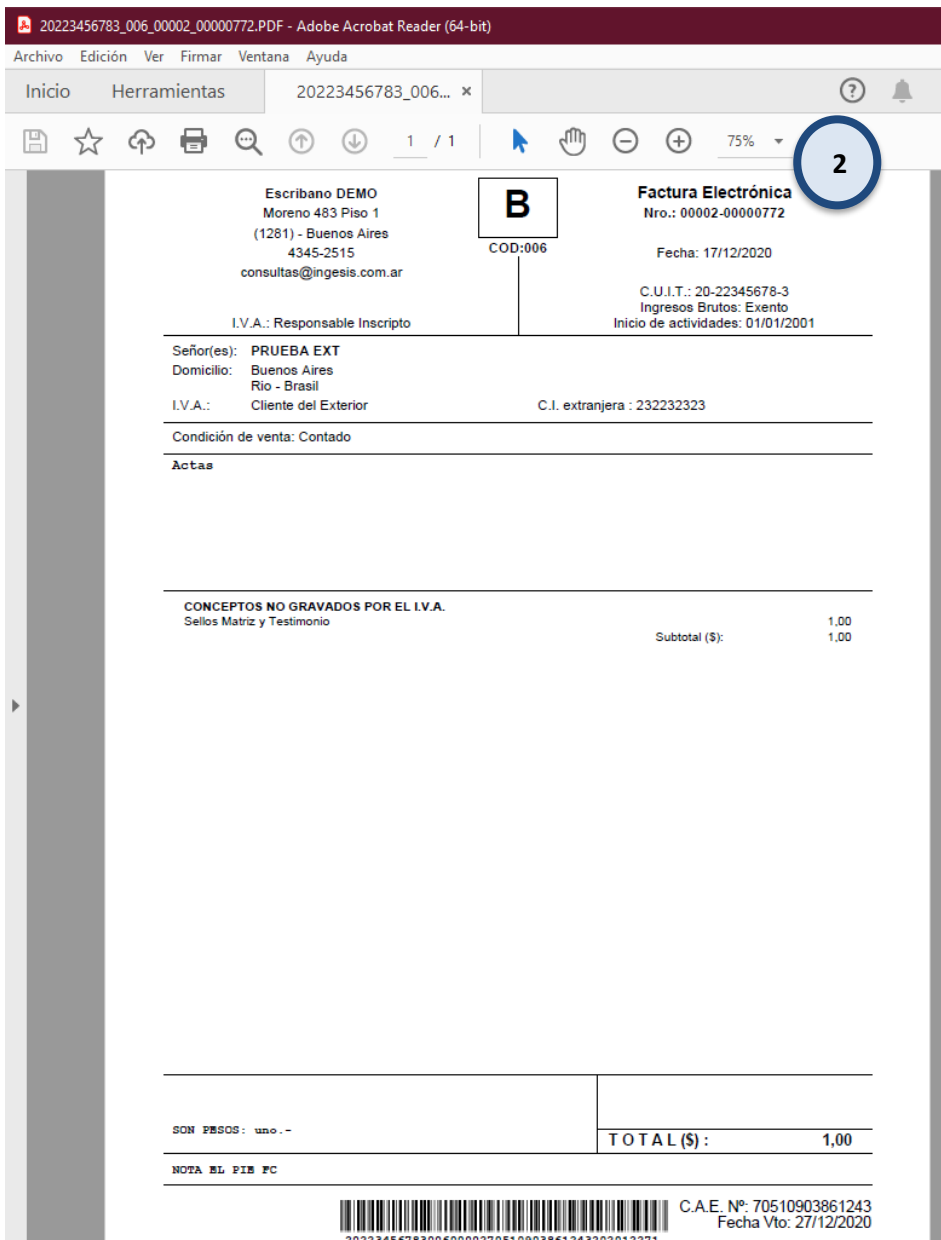 20223456783_006_00002_00000772.PDF - Adobe Acrobat Reader (64-bit)
Archivo Edición Ver Firmar Ventana Ayuda
Inicio Herramientas 20223456783_006... ×
1 / 1 75%
2
Escribano DEMO
Moreno 483 Piso 1
(1281) - Buenos Aires
4345-2515
consultas@ingesis.com.ar
I.V.A.: Responsable Inscripto
B
COD:006
Factura Electrónica
Nro.: 00002-00000772
Fecha: 17/12/2020
C.U.I.T.: 20-22345678-3
Ingresos Brutos: Exento
Inicio de actividades: 01/01/2001
Señor(es): PRUEBA EXT
Domicilio: Buenos Aires
Rio - Brasil
I.V.A.: Cliente del Exterior C.I. extranjera : 232232323
Condición de venta: Contado
Actas
CONCEPTOS NO GRAVADOS POR EL I.V.A.
Sellos Matriz y Testimonio 1,00
Subtotal ($): 1,00
SON PESOS: uno.-
T O T A L ($) : 1,00
NOTA EL PIE FC
C.A.E. Nº: 70510903861243
Fecha Vto: 27/12/2020